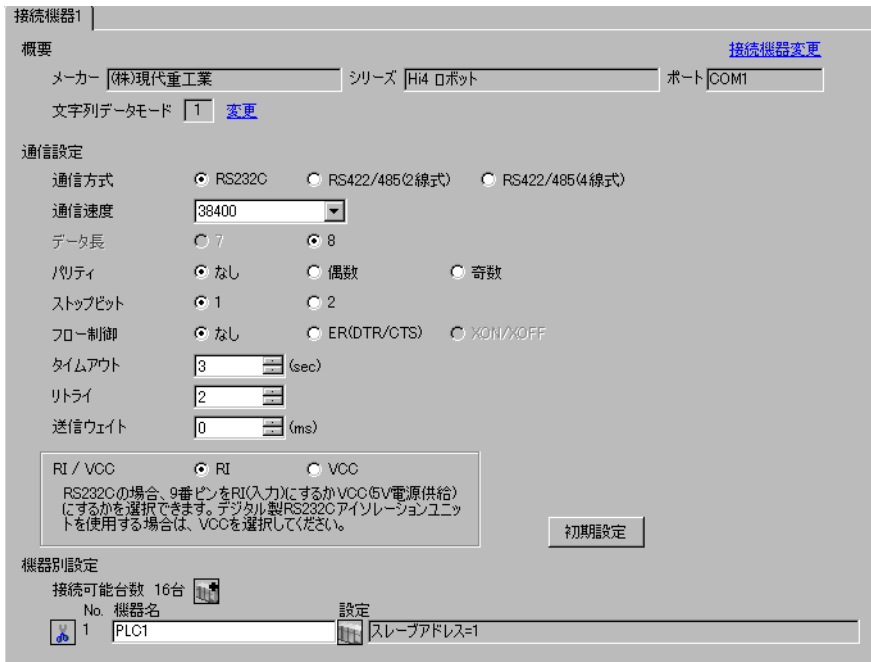 接続機器1
概要 接続機器変更
メーカー (株)現代重工業 シリーズ Hi4 ロボット ポート COM1
文字列データモード 1 変更
通信設定
通信方式 RS232C RS422/485(2線式) RS422/485(4線式)
通信速度 38400
データ長 7 8
パリティ なし 偶数 奇数
ストップビット 1 2
フロー制御 なし ER(DTR/CTS) XON/XOFF
タイムアウト 3 (sec)
リトライ 2
送信ウェイト 0 (ms)
RI / VCC RI VCC
RS232Cの場合、9番ピンをRI(入力)にするかVCC(5V電源供給)
にするかを選択できます。デジタル製RS232Cアイソレーションユニッ
トを使用する場合は、VCCを選択してください。
初期設定
機器別設定
接続可能台数 16台
No. 機器名 設定
1 PLC1 スレーブアドレス=1